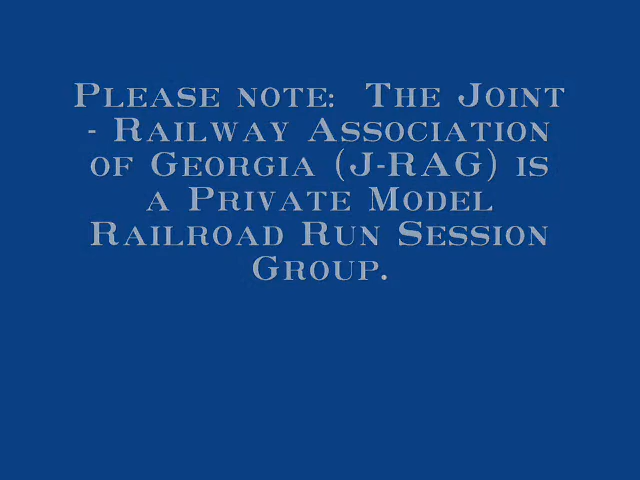 Please note:  The Joint
- Railway Association
of Georgia (J-RAG) is
a Private Model
Railroad Run Session
Group.